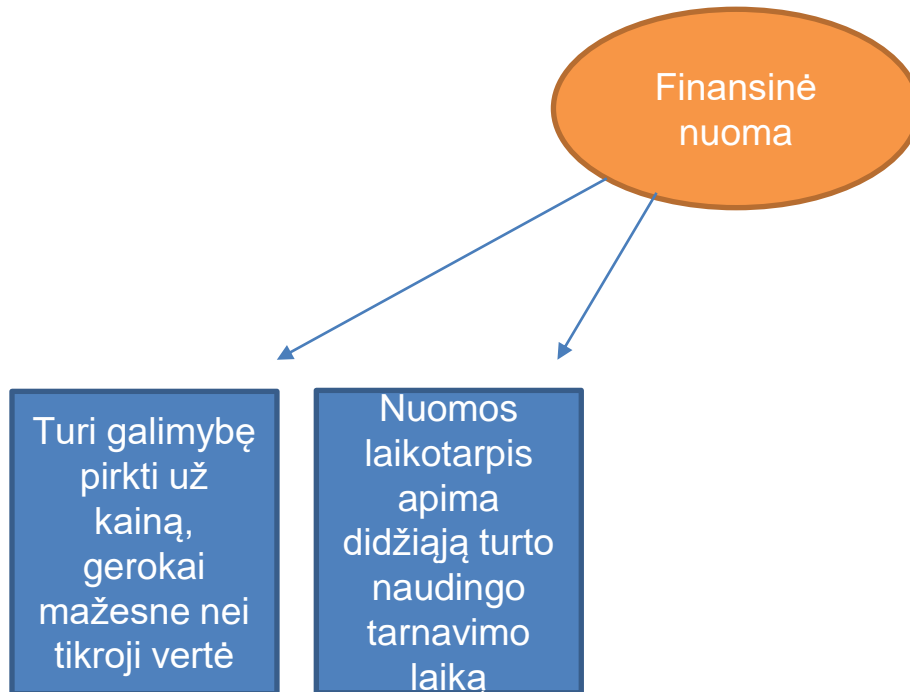 Finansinė
nuoma
Turi galimybę
pirkti už
kainą,
gerokai
mažesne nei
tikroji vertė
Nuomos
laikotarpis
apima
didžiąją turto
naudingo
tarnavimo
laiką